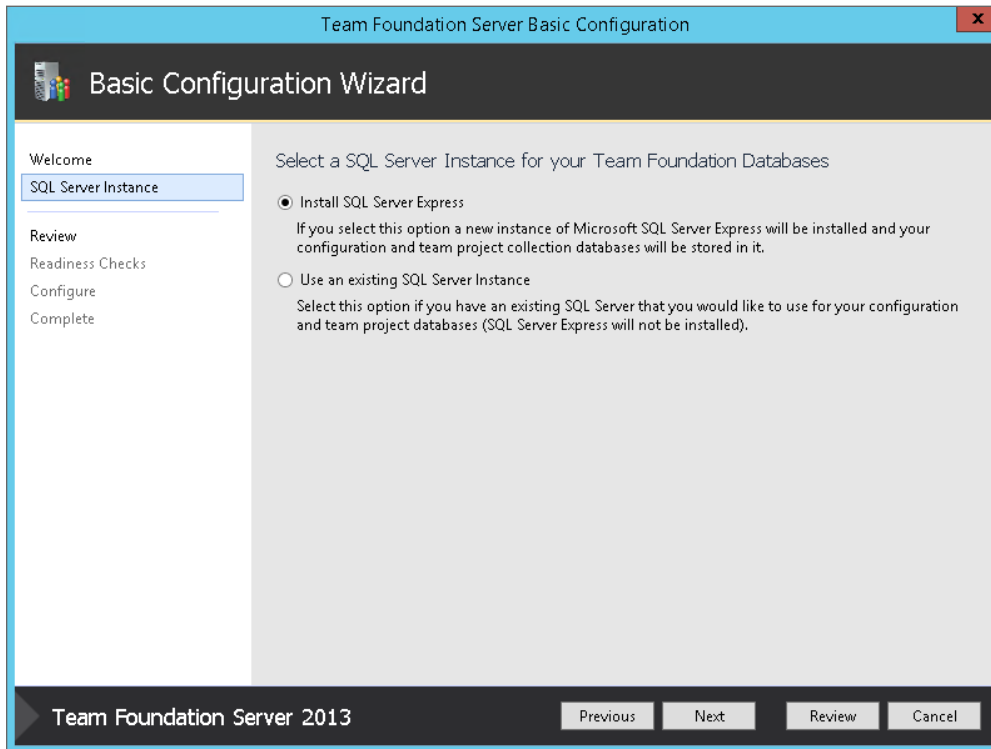 Team Foundation Server Basic Configuration
x
Basic Configuration Wizard
Welcome
SQL Server Instance
Review
Readiness Checks
Configure
Complete
Select a SQL Server Instance for your Team Foundation Databases
Install SQL Server Express
If you select this option a new instance of Microsoft SQL Server Express will be installed and your
configuration and team project collection databases will be stored in it.
Use an existing SQL Server Instance
Select this option if you have an existing SQL Server that you would like to use for your configuration
and team project databases (SQL Server Express will not be installed).
Team Foundation Server 2013
Previous
Next
Review
Cancel